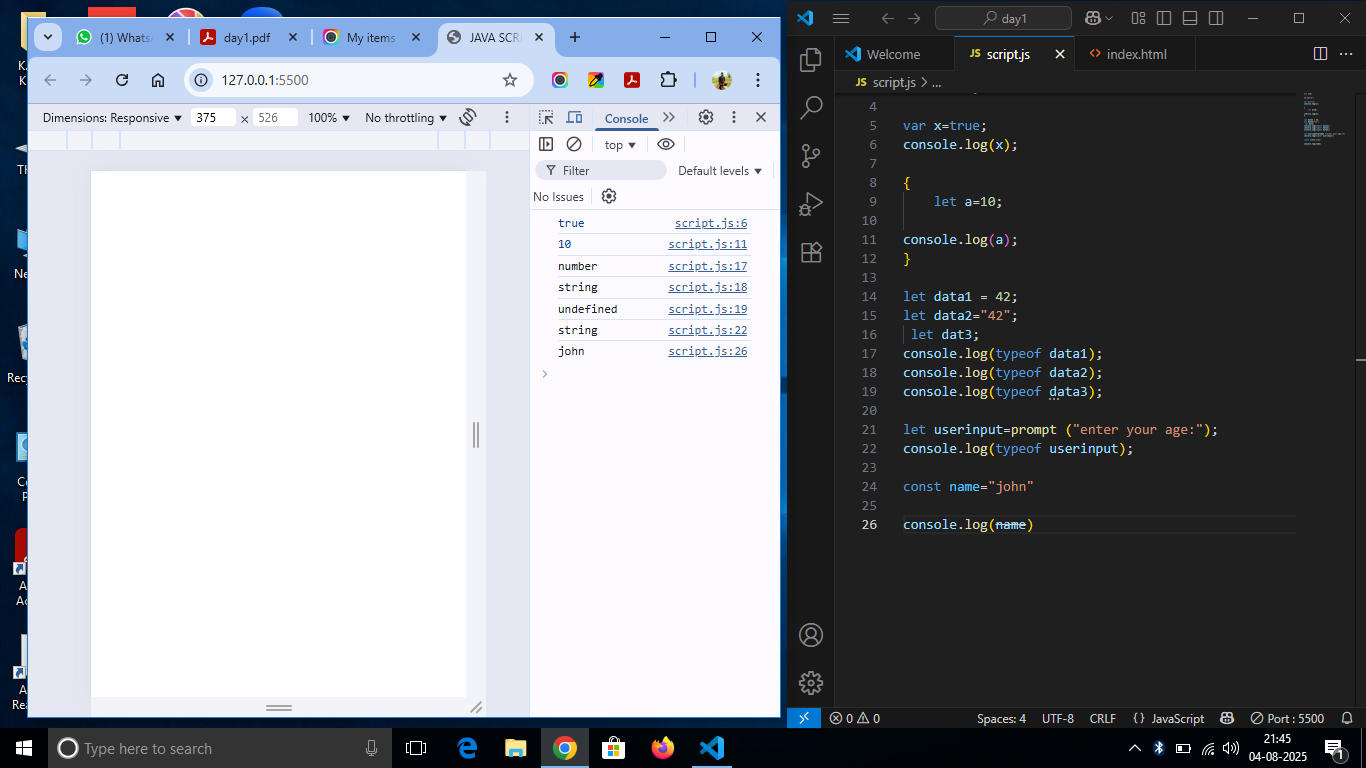 (1) Whats
day1.pdf
My items
JAVA SCR
127.0.0.1:5500
Dimensions: Responsive
375 × 526
100%
No throttling
Console
top
Filter
Default levels
No Issues
true script.js:6
10 script.js:11
number script.js:17
string script.js:18
undefined script.js:19
string script.js:22
john script.js:26
day1
Welcome
JS script.js
index.html
JS script.js > ...
4
5 var x=true;
6 console.log(x);
7
8 {
9 let a=10;
10
11 console.log(a);
12 }
13
14 let data1 = 42;
15 let data2="42";
16 let dat3;
17 console.log(typeof data1);
18 console.log(typeof data2);
19 console.log(typeof data3);
20
21 let userinput=prompt ("enter your age:");
22 console.log(typeof userinput);
23
24 const name="john"
25
26 console.log(name)
0 0
Spaces: 4
UTF-8
CRLF
{} JavaScript
Port : 5500
Type here to search
21:45
04-08-2025
1